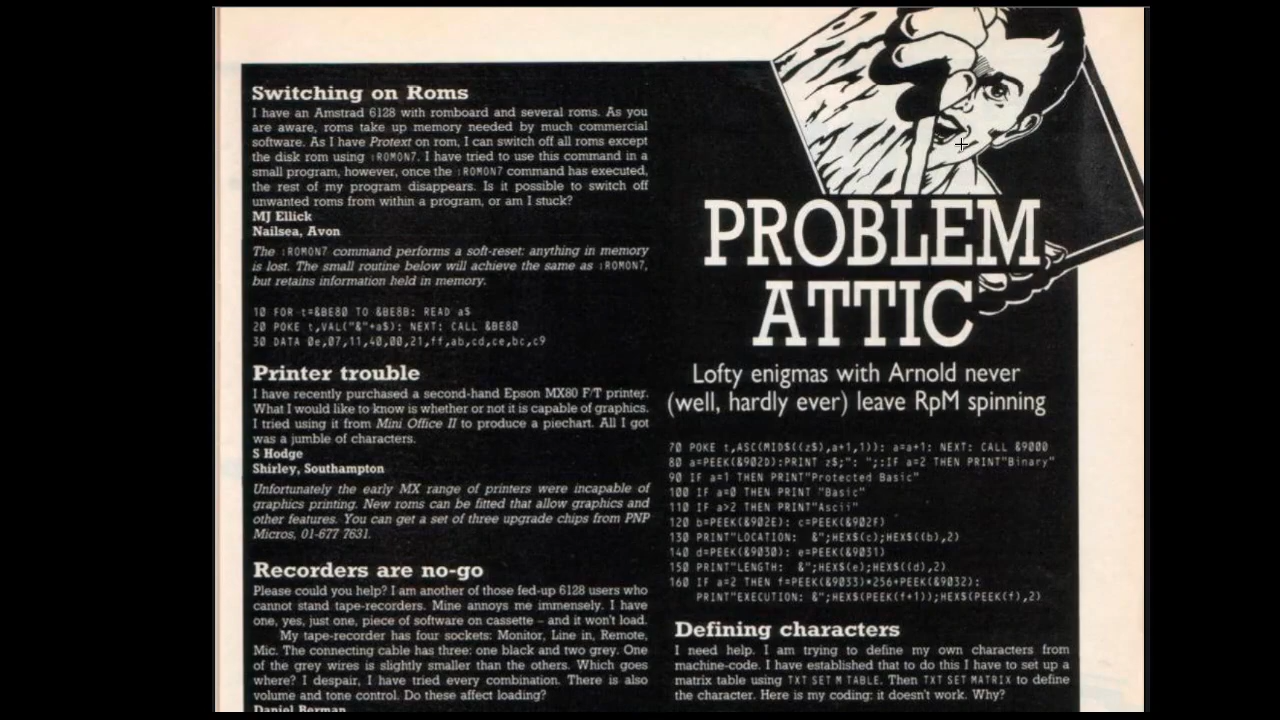 Switching on Roms
I have an Amstrad 6128 with romboard and several roms. As you
are aware, roms take up memory needed by much commercial
software. As I have Protext on rom, I can switch off all roms except
the disk rom using |ROMON7. I have tried to use this command in a
small program, however, once the |ROMON7 command has executed,
the rest of my program disappears. Is it possible to switch off
unwanted roms from within a program, or am I stuck?
MJ Ellick
Nailsea, Avon
The |ROMON7 command performs a soft-reset: anything in memory
is lost. The small routine below will achieve the same as |ROMON7,
but retains information held in memory.
10 FOR t=&BE80 TO &BE8B: READ a$
20 POKE t,VAL("&"+a$): NEXT: CALL &BE80
30 DATA 0e,07,11,40,00,21,ff,ab,cd,ce,bc,c9
Printer trouble
I have recently purchased a second-hand Epson MX80 F/T printer.
What I would like to know is whether or not it is capable of graphics.
I tried using it from Mini Office II to produce a piechart. All I got
was a jumble of characters.
S Hodge
Shirley, Southampton
Unfortunately the early MX range of printers were incapable of
graphics printing. New roms can be fitted that allow graphics and
other features. You can get a set of three upgrade chips from PNP
Micros, 01-677 7631.
Recorders are no-go
Please could you help? I am another of those fed-up 6128 users who
cannot stand tape-recorders. Mine annoys me immensely. I have
one, yes, just one, piece of software on cassette – and it won't load.
My tape-recorder has four sockets: Monitor, Line in, Remote,
Mic. The connecting cable has three: one black and two grey. One
of the grey wires is slightly smaller than the others. Which goes
where? I despair, I have tried every combination. There is also
volume and tone control. Do these affect loading?
Daniel Berman
PROBLEM
ATTIC
Lofty enigmas with Arnold never
(well, hardly ever) leave RpM spinning
70 POKE t,ASC(MID$((z$),a+1,1)): a=a+1: NEXT: CALL &9000
80 a=PEEK(&902D):PRINT z$;": ";:IF a=2 THEN PRINT"Binary"
90 IF a=1 THEN PRINT"Protected Basic"
100 IF a=0 THEN PRINT "Basic"
110 IF a>2 THEN PRINT"Ascii"
120 b=PEEK(&902E): c=PEEK(&902F)
130 PRINT"LOCATION: &";HEX$(c);HEX$((b),2)
140 d=PEEK(&9030): e=PEEK(&9031)
150 PRINT"LENGTH: &";HEX$(e);HEX$((d),2)
160 IF a=2 THEN f=PEEK(&9033)*256+PEEK(&9032):
PRINT"EXECUTION: &";HEX$(PEEK(f+1));HEX$(PEEK(f),2)
Defining characters
I need help. I am trying to define my own characters from
machine-code. I have established that to do this I have to set up a
matrix table using TXT SET M TABLE. Then TXT SET MATRIX to define
the character. Here is my coding: it doesn't work. Why?